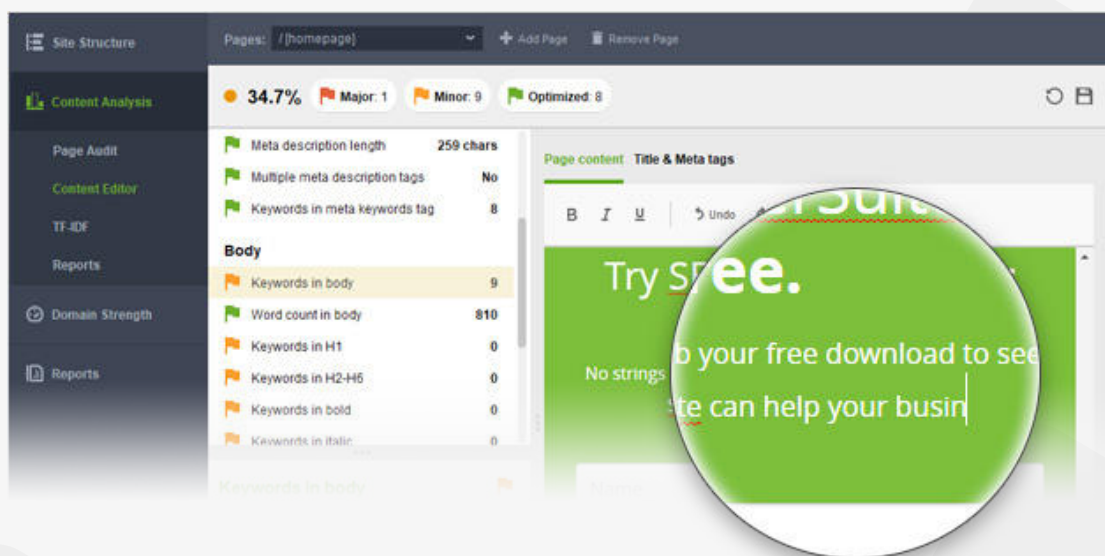 Site Structure
Pages: / [homepage] Add Page Remove Page
Content Analysis
34.7% Major: 1 Minor: 9 Optimized: 8
Page Audit
Content Editor
TF-IDF
Reports
Domain Strength
Reports
Meta description length 259 chars
Multiple meta description tags No
Keywords in meta keywords tag 8
Body
Keywords in body 9
Word count in body 810
Keywords in H1 0
Keywords in H2-H6 0
Keywords in bold 0
Keywords in italic 0
Keywords in body
Page content Title & Meta tags
B I U Undo
Try
ee.
b your free download to see
No strings
te can help your busin
Name